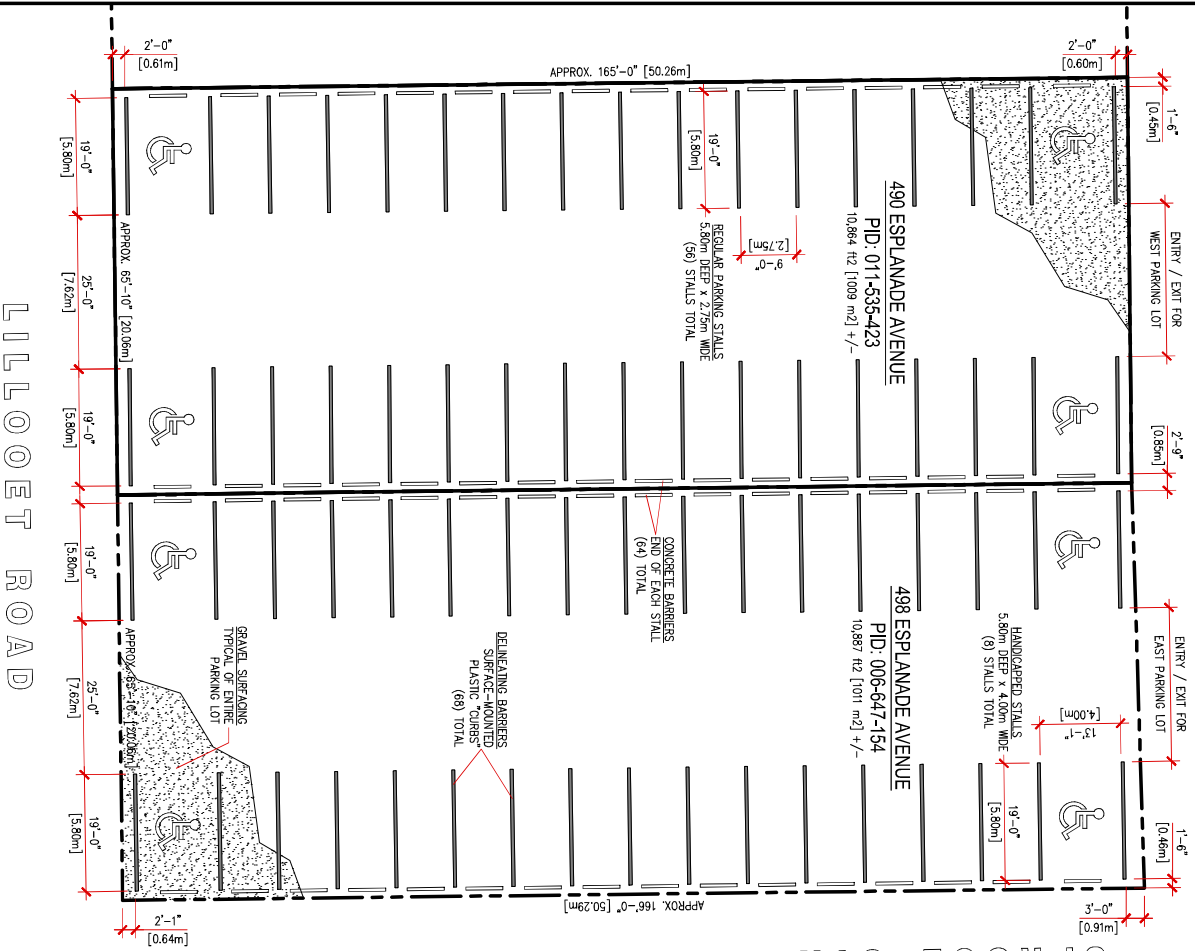 2'-0"
[0.61m]
APPROX. 165'-0" [50.26m]
2'-0"
[0.60m]
1'-6"
[0.45m]
19'-0"
[5.80m]
19'-0"
[5.80m]
ENTRY / EXIT FOR
WEST PARKING LOT
490 ESPLANADE AVENUE
PID: 011-535-423
10,864 ft2 [1009 m2] +/-
9'-0"
[2.75m]
REGULAR PARKING STALLS
5.80m DEEP x 2.75m WIDE
(56) STALLS TOTAL
APPROX. 65'-10" [20.06m]
25'-0"
[7.62m]
19'-0"
[5.80m]
2'-9"
[0.85m]
LILLOOET ROAD
19'-0"
[5.80m]
CONCRETE BARRIERS
END OF EACH STALL
(64) TOTAL
498 ESPLANADE AVENUE
PID: 006-647-154
10,887 ft2 [1011 m2] +/-
HANDICAPPED STALLS
5.80m DEEP x 4.00m WIDE
(8) STALLS TOTAL
13'-1"
[4.00m]
ENTRY / EXIT FOR
EAST PARKING LOT
GRAVEL SURFACING
TYPICAL OF ENTIRE
PARKING LOT
DELINEATING BARRIERS
SURFACE-MOUNTED
PLASTIC "CURBS"
(68) TOTAL
APPROX. 65'-10" [20.06m]
25'-0"
[7.62m]
19'-0"
[5.80m]
19'-0"
[5.80m]
1'-6"
[0.46m]
APPROX. 166'-0" [50.29m]
2'-1"
[0.64m]
3'-0"
[0.91m]